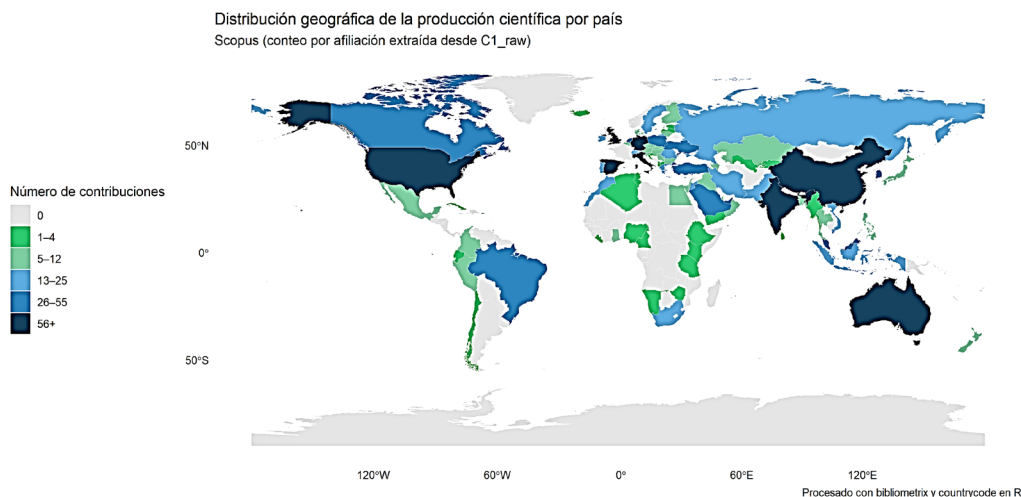 Distribución geográfica de la producción científica por país
Scopus (conteo por afiliación extraída desde C1_raw)
50°N
0°
50°S
Número de contribuciones
0
1–4
5–12
13–25
26–55
56+
120°W
60°W
0°
60°E
120°E
Procesado con bibliometrix y countrycode en R